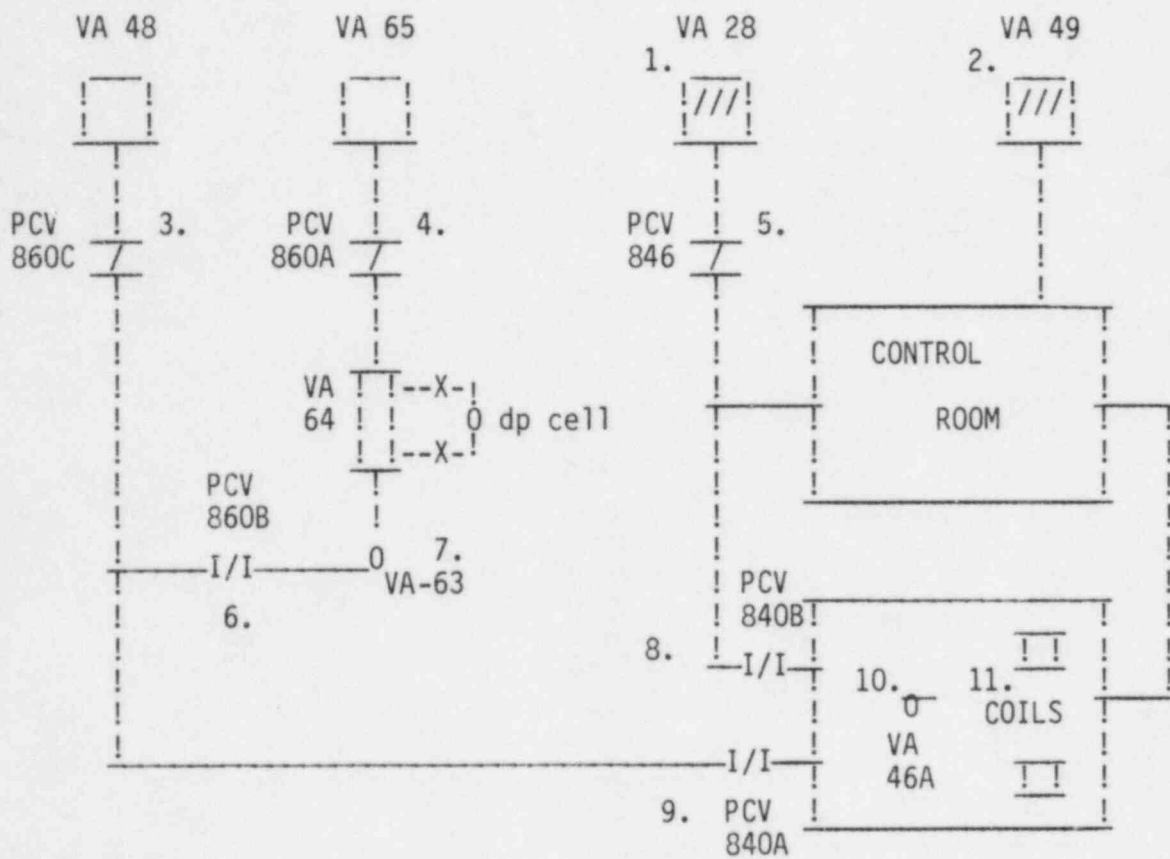 VA 48 VA 65 VA 28 VA 49
1. 2.
/// ///
PCV 3. PCV 4. PCV 5.
860C / 860A / 846 /
CONTROL
VA --X-
64 O dp cell ROOM
--X-
PCV
860B
I/I O 7.
VA-63 PCV
6. 840B
8. I/I
10. 11.
O COILS
VA
I/I 46A
9. PCV
840A